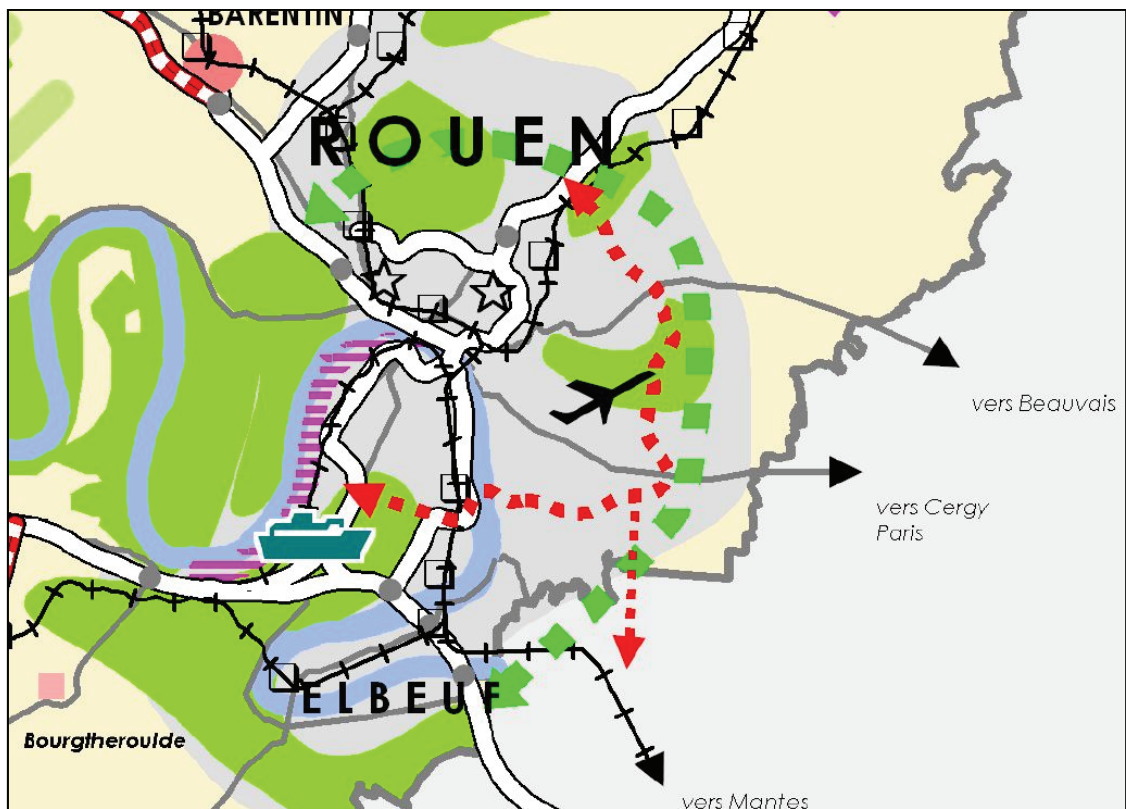 BARENTIN
ROUEN
vers Beauvais
vers Cergy
Paris
ELBEUF
Bourgtheroulde
vers Mantes